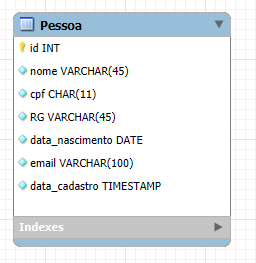 Pessoa
id INT
nome VARCHAR(45)
cpf CHAR(11)
RG VARCHAR(45)
data_nascimento DATE
email VARCHAR(100)
data_cadastro TIMESTAMP
Indexes